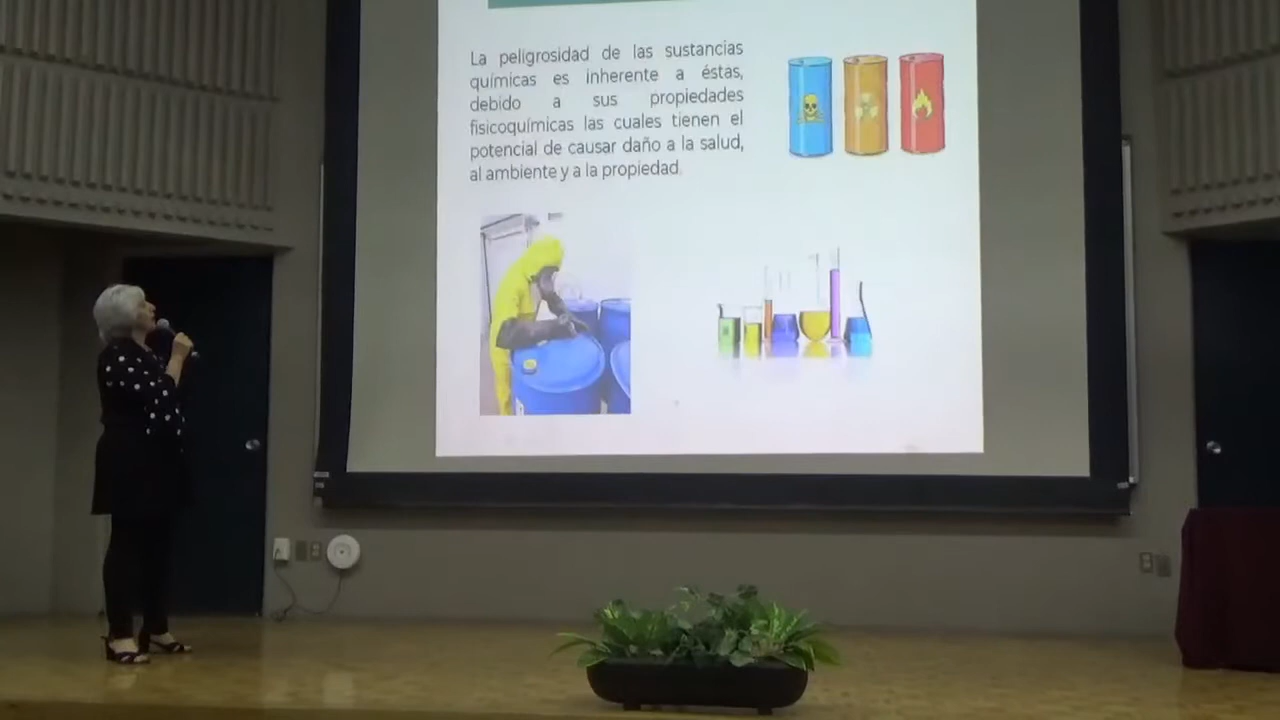 La peligrosidad de las sustancias
químicas es inherente a éstas,
debido a sus propiedades
fisicoquímicas las cuales tienen el
potencial de causar daño a la salud,
al ambiente y a la propiedad.